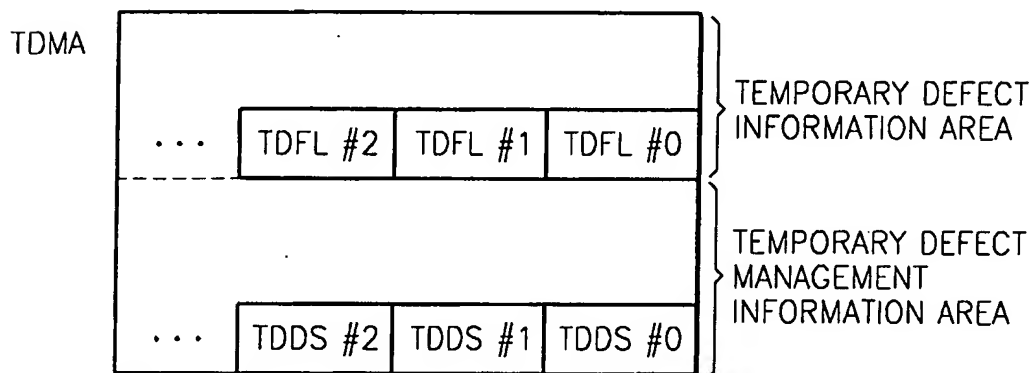 TDMA
... TDFL #2 TDFL #1 TDFL #0
TEMPORARY DEFECT
INFORMATION AREA
... TDDS #2 TDDS #1 TDDS #0
TEMPORARY DEFECT
MANAGEMENT
INFORMATION AREA